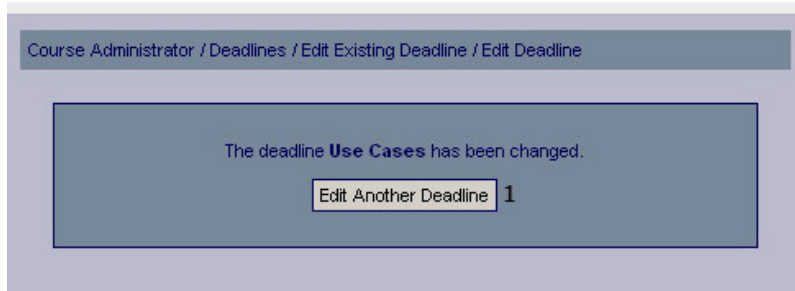 Course Administrator / Deadlines / Edit Existing Deadline / Edit Deadline
The deadline Use Cases has been changed.
Edit Another Deadline 1